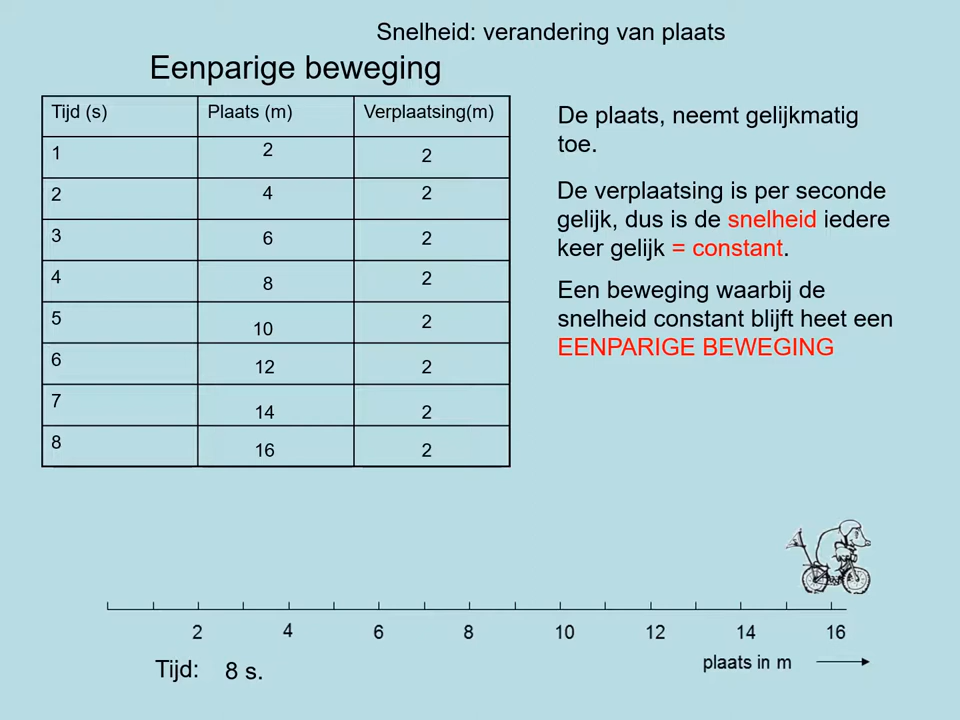 Snelheid: verandering van plaats
Eenparige beweging
Tijd (s) Plaats (m) Verplaatsing(m)
1 2 2
2 4 2
3 6 2
4 8 2
5 10 2
6 12 2
7 14 2
8 16 2
De plaats, neemt gelijkmatig
toe.
De verplaatsing is per seconde
gelijk, dus is de snelheid iedere
keer gelijk = constant.
Een beweging waarbij de
snelheid constant blijft heet een
EENPARIGE BEWEGING
2 4 6 8 10 12 14 16
plaats in m
Tijd: 8 s.